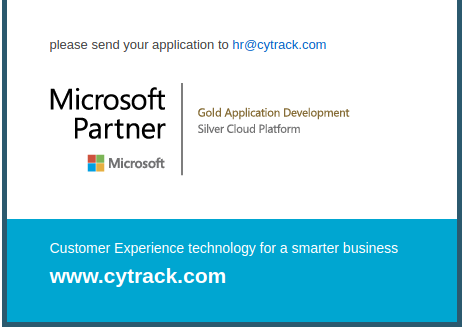 please send your application to hr@cytrack.com
Microsoft
Partner
Microsoft
Gold Application Development
Silver Cloud Platform
Customer Experience technology for a smarter business
www.cytrack.com